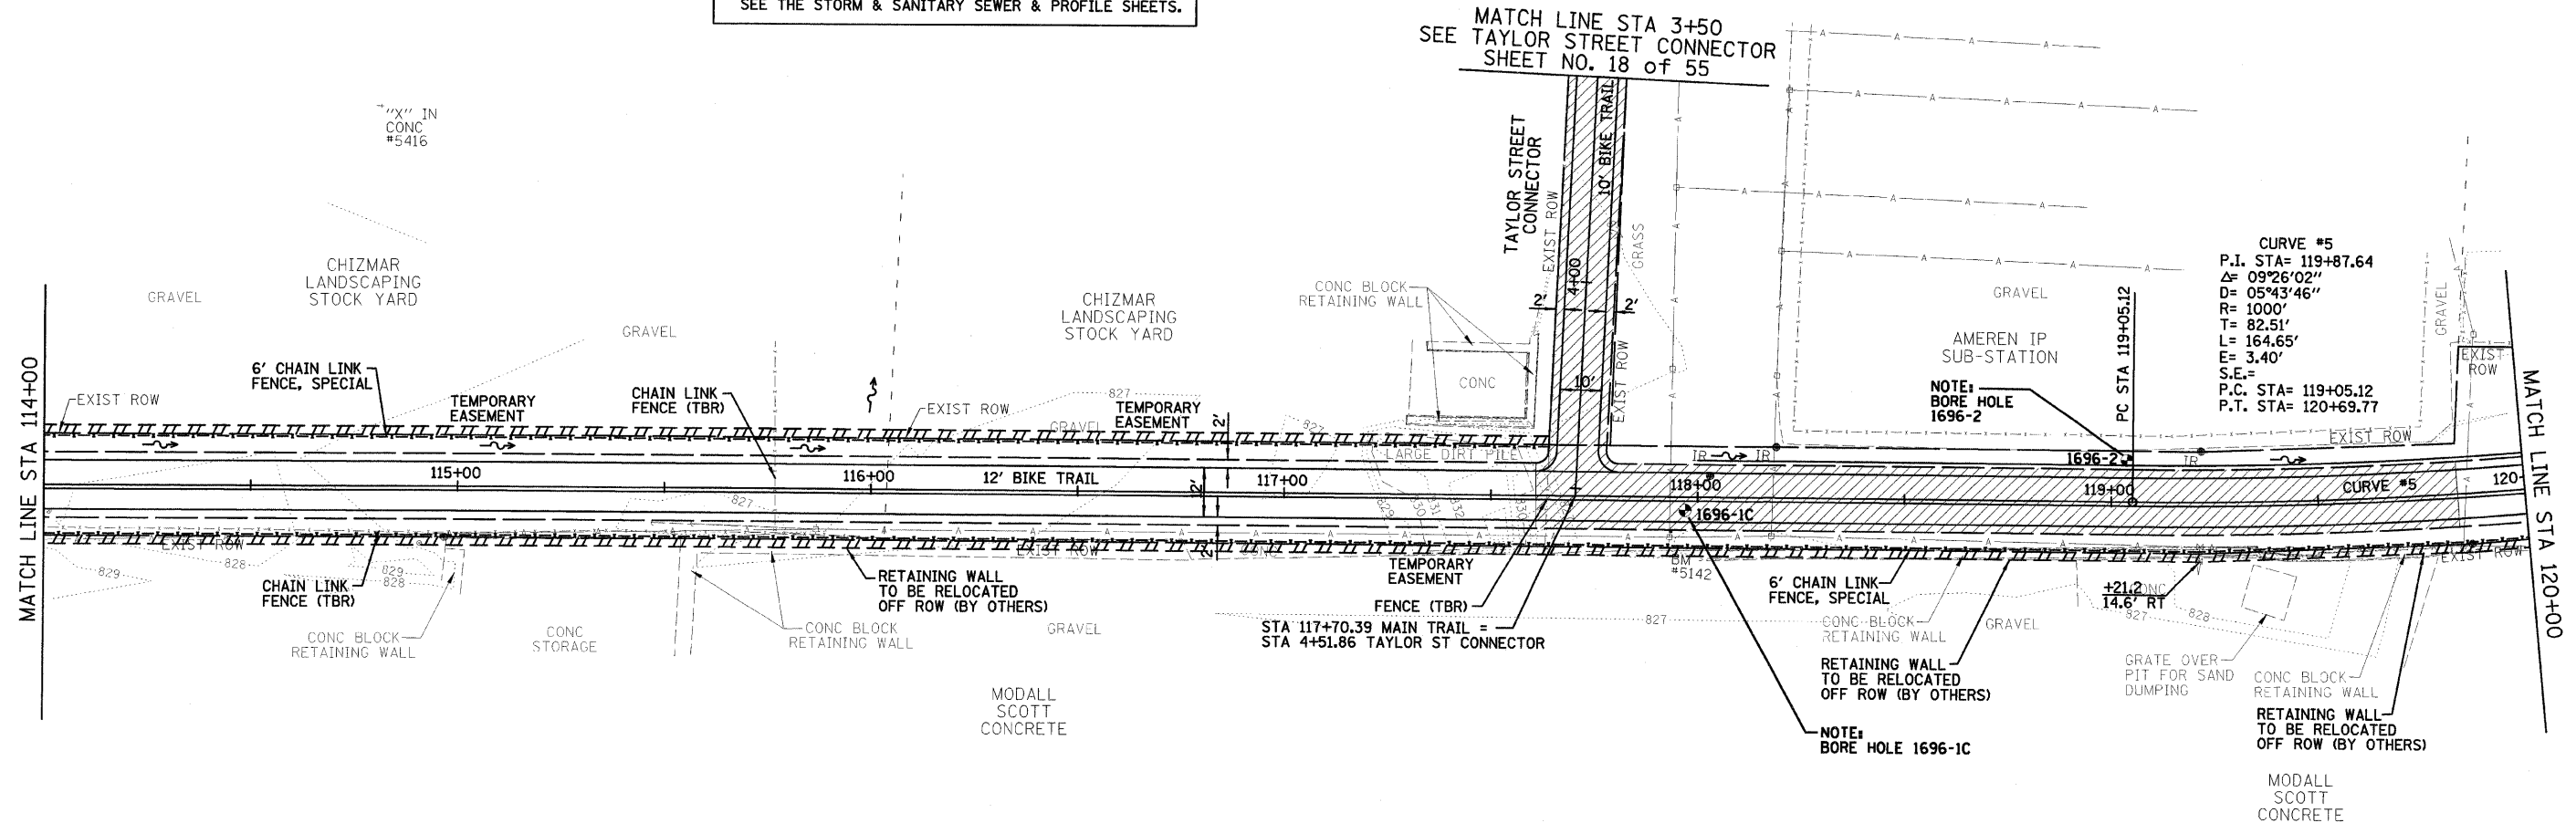 SEE THE STORM & SANITARY SEWER & PROFILE SHEETS.
MATCH LINE STA 3+50
SEE TAYLOR STREET CONNECTOR
SHEET NO. 18 of 55
"X" IN
CONC
#5416
TAYLOR STREET
CONNECTOR
10' BIKE TRAIL
EXIST ROW
GRASS
4+00
2'
2'
10'
EXIST ROW
CHIZMAR
LANDSCAPING
STOCK YARD
GRAVEL
GRAVEL
CHIZMAR
LANDSCAPING
STOCK YARD
CONC BLOCK
RETAINING WALL
CONC
GRAVEL
AMEREN IP
SUB-STATION
NOTE:
BORE HOLE
1696-2
PC STA 119+05.12
CURVE #5
P.I. STA= 119+87.64
Δ= 09°26'02"
D= 05°43'46"
R= 1000'
T= 82.51'
L= 164.65'
E= 3.40'
S.E.=
P.C. STA= 119+05.12
P.T. STA= 120+69.77
GRAVEL
EXIST
ROW
MATCH LINE STA 114+00
EXIST ROW
6' CHAIN LINK
FENCE, SPECIAL
TEMPORARY
EASEMENT
CHAIN LINK
FENCE (TBR)
EXIST ROW
827
GRAVEL
TEMPORARY
EASEMENT
2'
827
LARGE DIRT PILE
EXIST ROW
115+00
116+00
12' BIKE TRAIL
117+00
IR
IR
118+00
1696-2
IR
119+00
CURVE #5
120
MATCH LINE STA 120+00
827
829
830
831
832
830
1696-1C
EXIST ROW
EXIST ROW
EXIST ROW
829
828
829
828
CHAIN LINK
FENCE (TBR)
RETAINING WALL
TO BE RELOCATED
OFF ROW (BY OTHERS)
2'
TEMPORARY
EASEMENT
FENCE (TBR)
STA 117+70.39 MAIN TRAIL =
STA 4+51.86 TAYLOR ST CONNECTOR
BM
#5142
827
6' CHAIN LINK
FENCE, SPECIAL
+21.2
14.6' RT
CONC
827
828
CONC BLOCK
RETAINING WALL
CONC
STORAGE
CONC BLOCK
RETAINING WALL
GRAVEL
CONC BLOCK
RETAINING WALL
GRAVEL
RETAINING WALL
TO BE RELOCATED
OFF ROW (BY OTHERS)
GRATE OVER
PIT FOR SAND
DUMPING
CONC BLOCK
RETAINING WALL
RETAINING WALL
TO BE RELOCATED
OFF ROW (BY OTHERS)
MODALL
SCOTT
CONCRETE
NOTE:
BORE HOLE 1696-1C
MODALL
SCOTT
CONCRETE